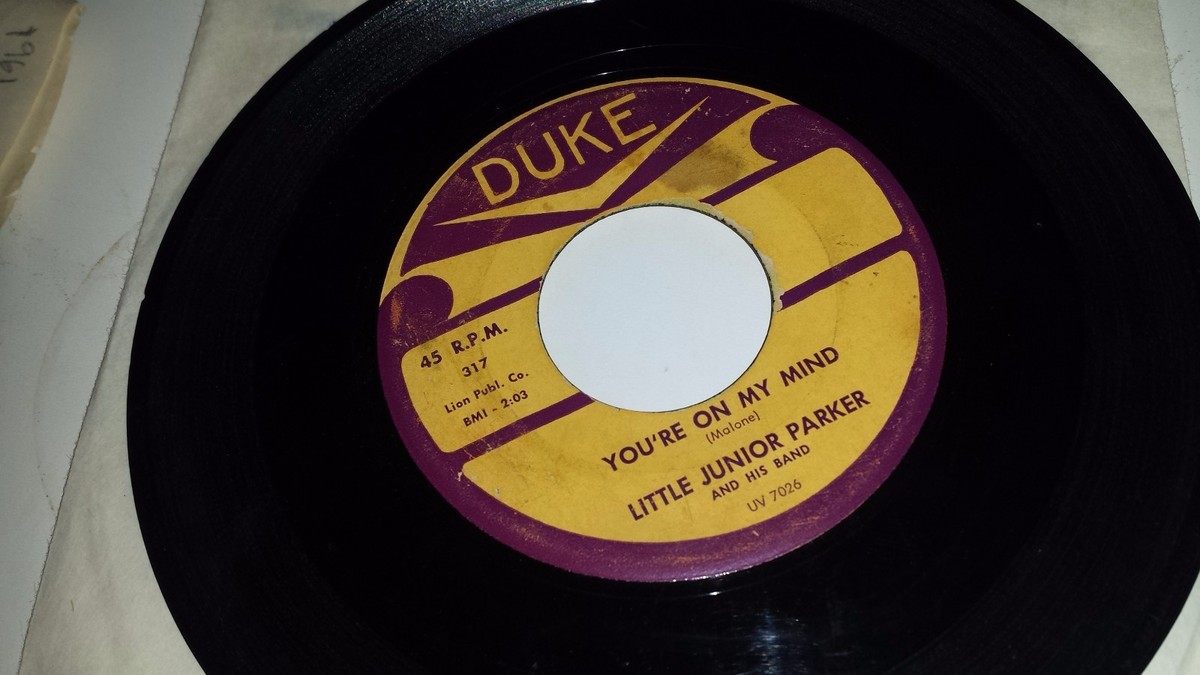 1961
DUKE
45 R.P.M.
317
Lion Publ. Co.
BMI - 2:03
YOU'RE ON MY MIND
(Malone)
LITTLE JUNIOR PARKER
AND HIS BAND
UV 7026